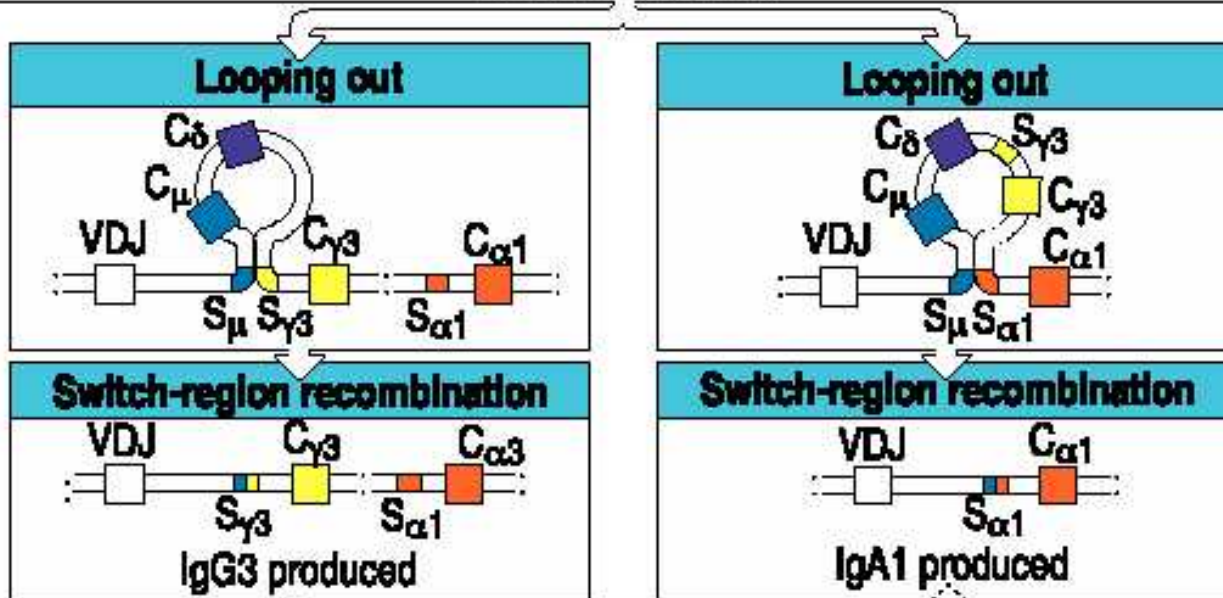 Looping out
Cδ
Cμ
VDJ
Cγ3
Cα1
Sμ Sγ3
Sα1
Switch-region recombination
VDJ
Cγ3
Cα3
Sγ3
Sα1
IgG3 produced
Looping out
Cδ
Sγ3
Cμ
Cγ3
VDJ
Cα1
Sμ Sα1
Switch-region recombination
VDJ
Cα1
Sα1
IgA1 produced